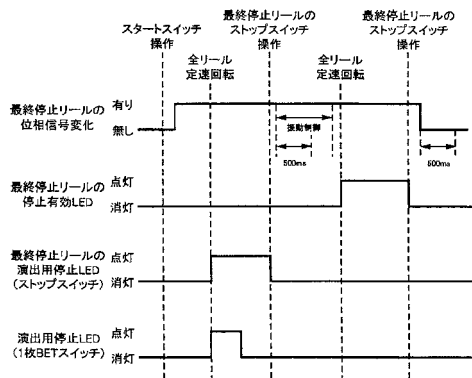 最終停止リールの
ストップスイッチ
操作
最終停止リールの
ストップスイッチ
操作
スタートスイッチ
操作
全リール
定速回転
全リール
定速回転
最終停止リールの
位相信号変化
有り
無し
振動制御
500ms
500ms
最終停止リールの
停止有効LED
点灯
消灯
最終停止リールの
演出用停止LED
(ストップスイッチ)
点灯
消灯
演出用停止LED
(1枚BETスイッチ)
点灯
消灯